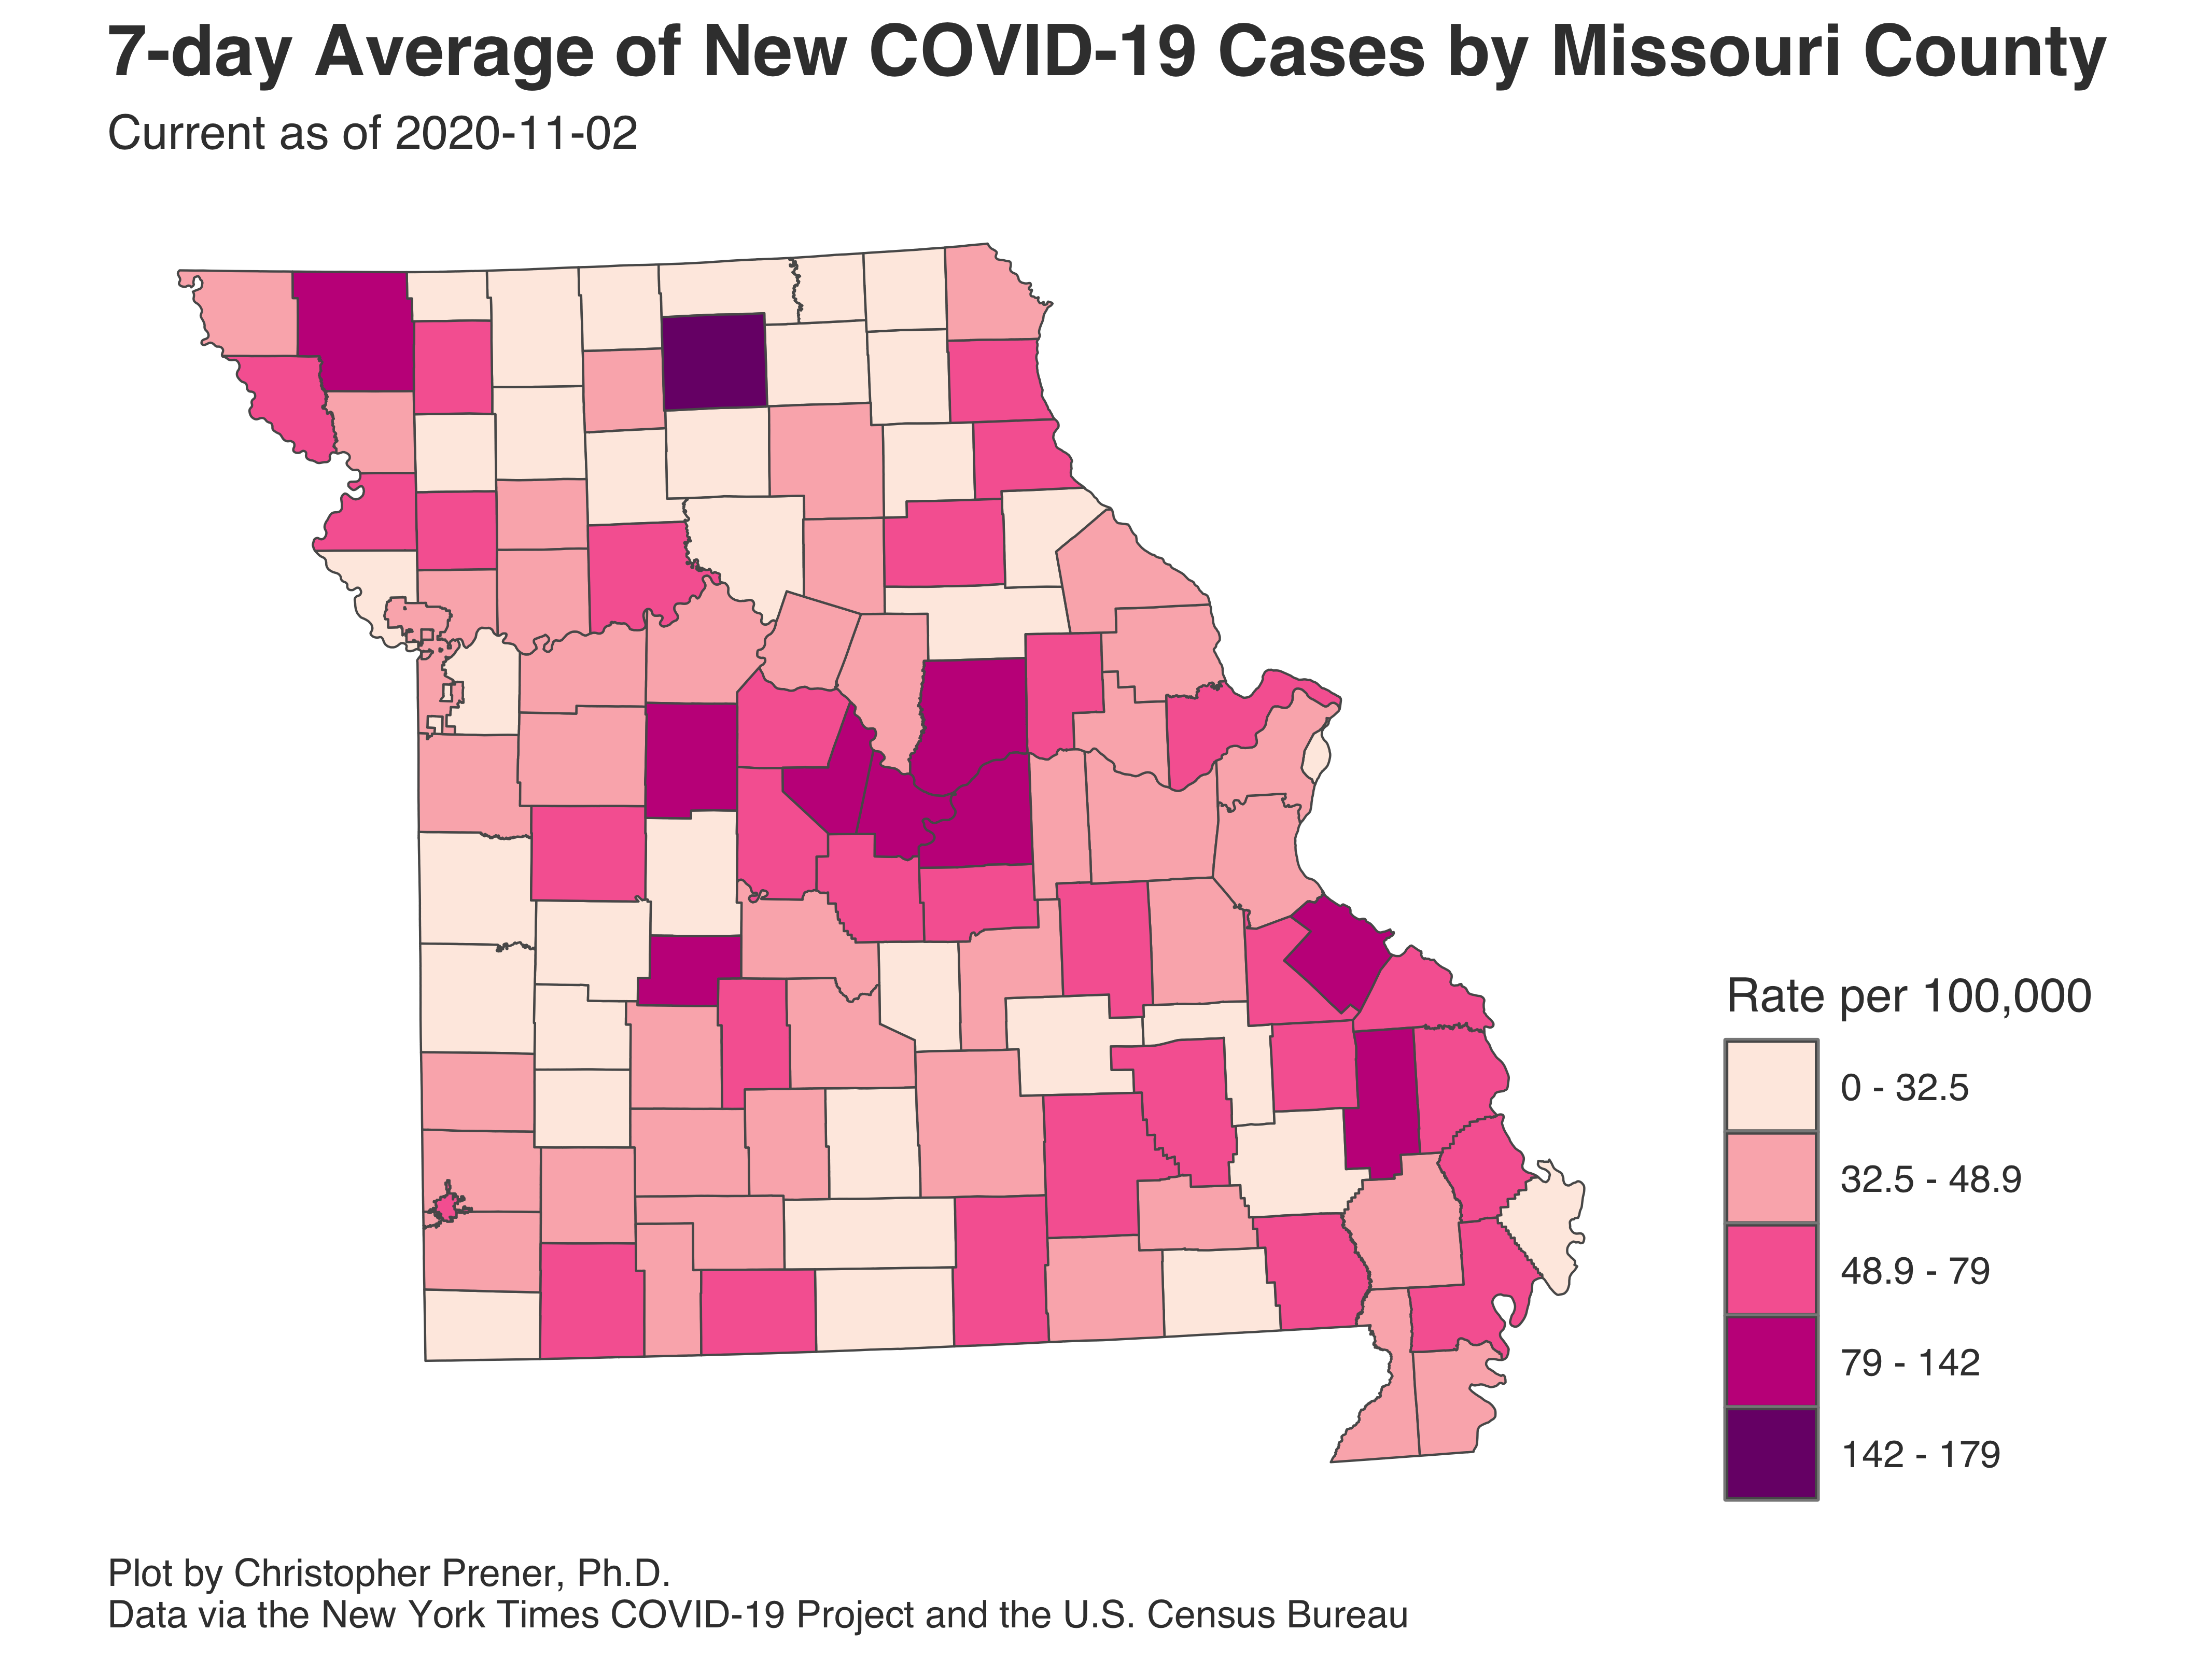 7-day Average of New COVID-19 Cases by Missouri County
Current as of 2020-11-02
Rate per 100,000
0 - 32.5
32.5 - 48.9
48.9 - 79
79 - 142
142 - 179
Plot by Christopher Prener, Ph.D.
Data via the New York Times COVID-19 Project and the U.S. Census Bureau